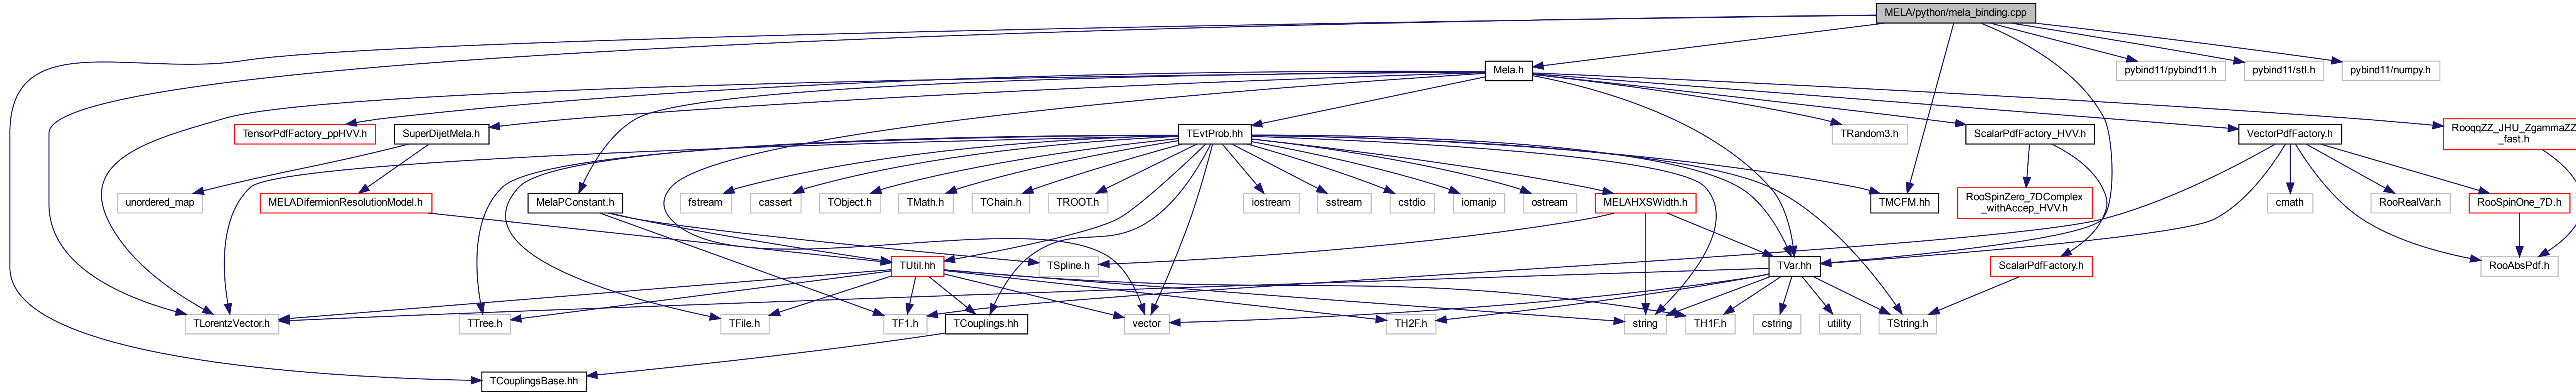 MELA/python/mela_binding.cpp
Mela.h
pybind11/pybind11.h
pybind11/stl.h
pybind11/numpy.h
TensorPdfFactory_ppHVV.h
SuperDijetMela.h
TEvtProb.hh
TRandom3.h
ScalarPdfFactory_HVV.h
VectorPdfFactory.h
RooqqZZ_JHU_ZgammaZZ
_fast.h
unordered_map
MELADifermionResolutionModel.h
MelaPConstant.h
fstream
cassert
TObject.h
TMath.h
TChain.h
TROOT.h
iostream
sstream
cstdio
iomanip
ostream
MELAHXSWidth.h
TMCFM.hh
RooSpinZero_7DComplex
_withAccep_HVV.h
cmath
RooRealVar.h
RooSpinOne_7D.h
TUtil.hh
TSpline.h
TVar.hh
ScalarPdfFactory.h
RooAbsPdf.h
TLorentzVector.h
TTree.h
TFile.h
TF1.h
TCouplings.hh
vector
TH2F.h
string
TH1F.h
cstring
utility
TString.h
TCouplingsBase.hh